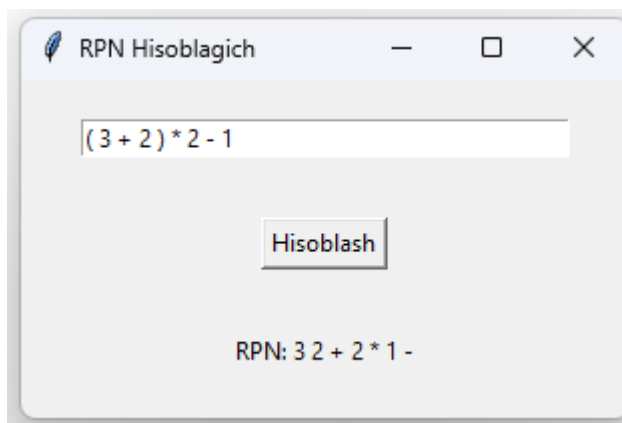 RPN Hisoblagich
( 3 + 2 ) * 2 - 1
Hisoblash
RPN: 3 2 + 2 * 1 -